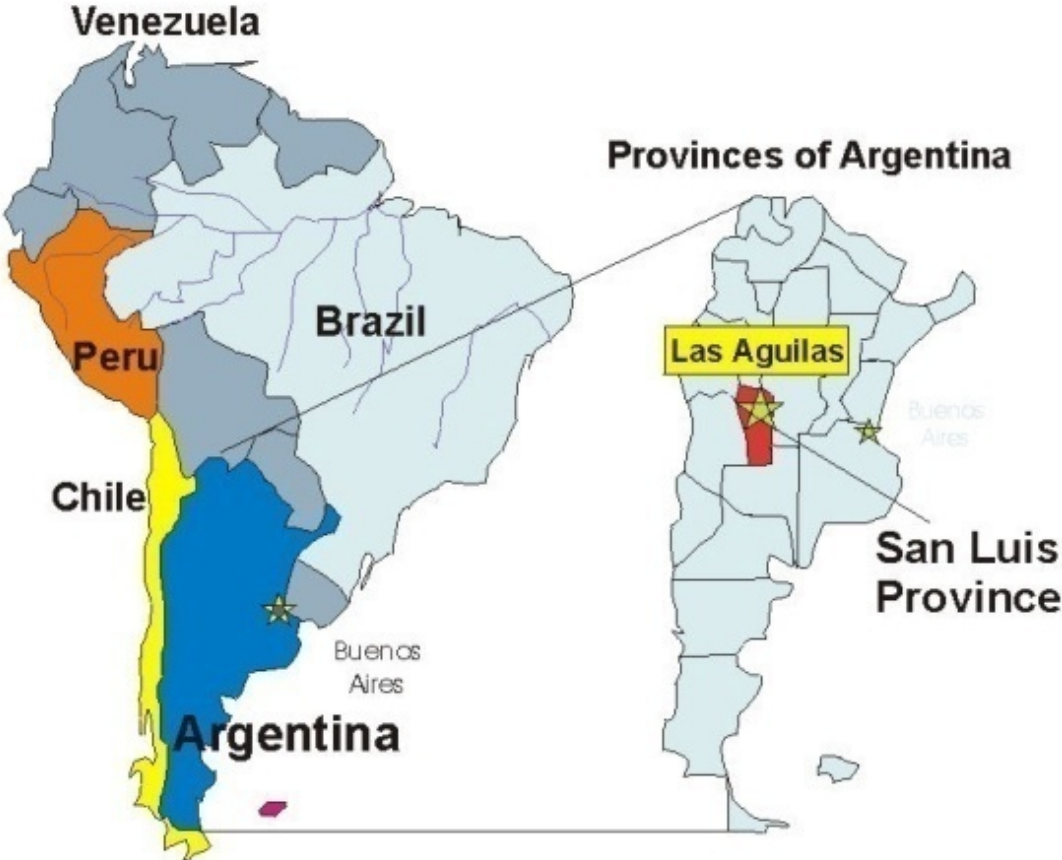 Venezuela
Provinces of Argentina
Brazil
Las Aguilas
Peru
Buenos
Aires
Chile
San Luis
Province
Buenos
Aires
Argentina